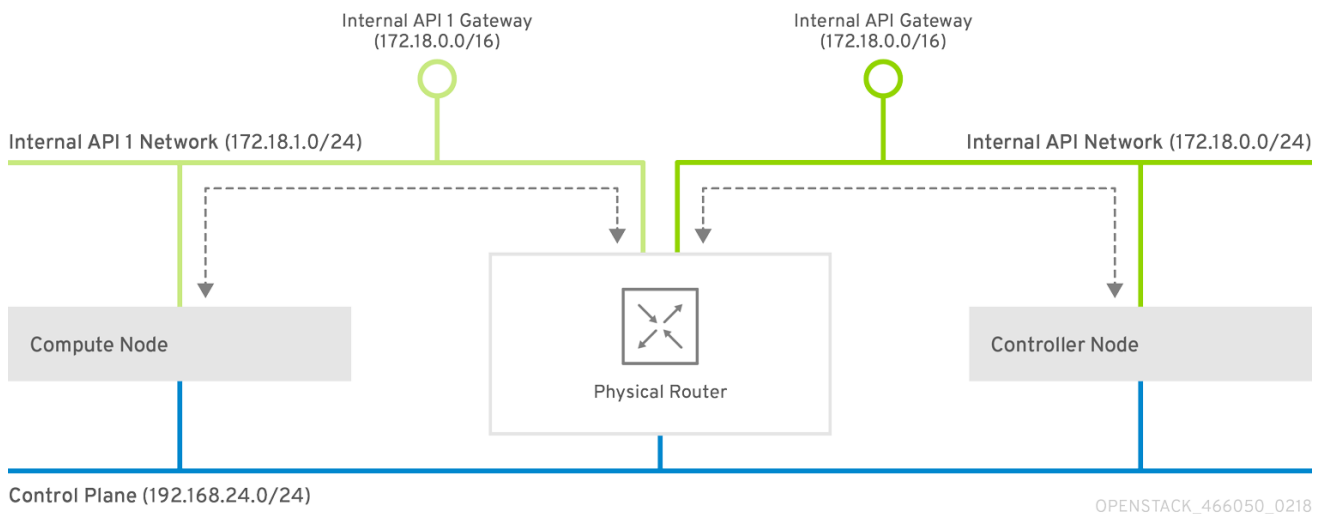 Internal API 1 Gateway
(172.18.0.0/16)
Internal API Gateway
(172.18.0.0/16)
Internal API 1 Network (172.18.1.0/24)
Internal API Network (172.18.0.0/24)
Compute Node
Physical Router
Controller Node
Control Plane (192.168.24.0/24)
OPENSTACK_466050_0218